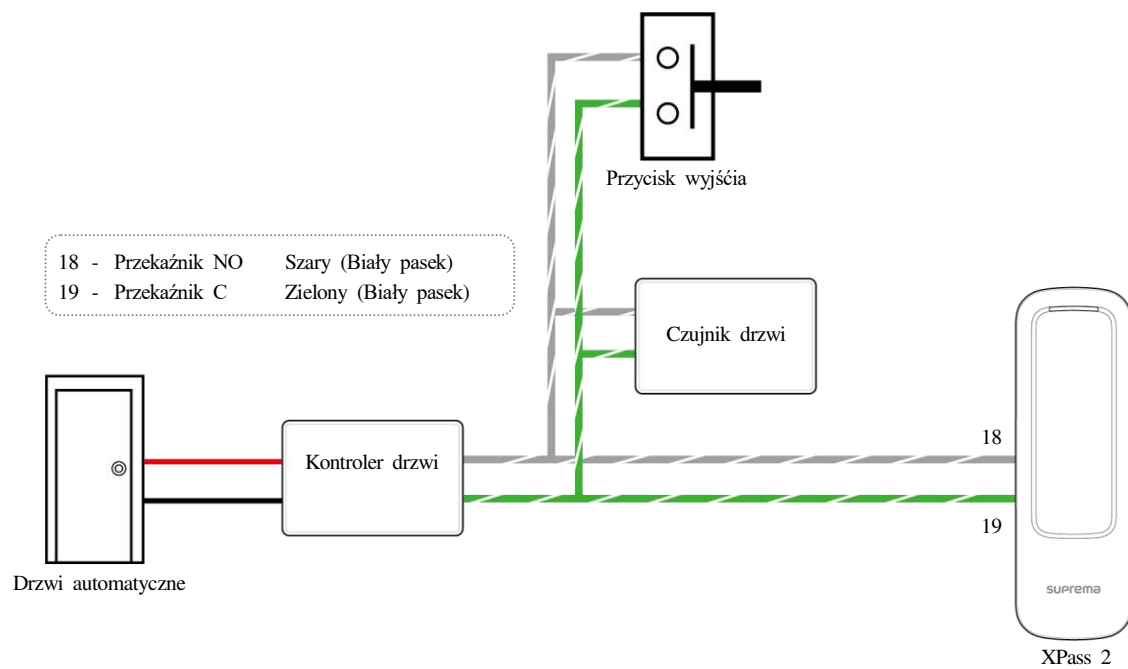 Przycisk wyjśćia
18 - Przekaźnik NO Szary (Biały pasek)
19 - Przekaźnik C Zielony (Biały pasek)
Czujnik drzwi
Kontroler drzwi
18
19
Drzwi automatyczne
suprema
XPass 2